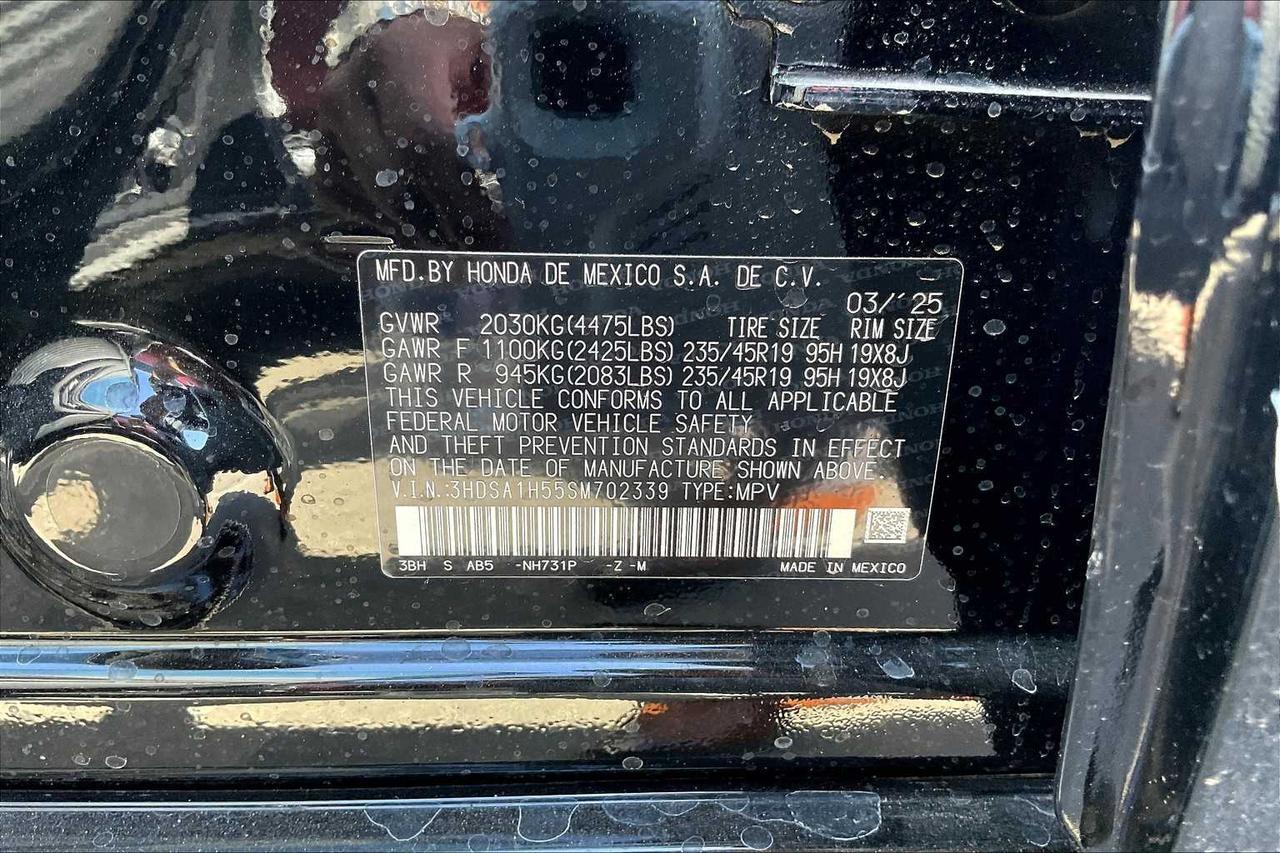 MFD.BY HONDA DE MEXICO S.A. DE C.V.
03/'25
GVWR 2030KG(4475LBS) TIRE SIZE RIM SIZE
GAWR F 1100KG(2425LBS) 235/45R19 95H 19X8J
GAWR R 945KG(2083LBS) 235/45R19 95H 19X8J
THIS VEHICLE CONFORMS TO ALL APPLICABLE
FEDERAL MOTOR VEHICLE SAFETY
AND THEFT PREVENTION STANDARDS IN EFFECT
ON THE DATE OF MANUFACTURE SHOWN ABOVE.
V.I.N.:3HDSA1H55SM702339 TYPE:MPV
3BH S AB5 -NH731P -Z -M MADE IN MEXICO